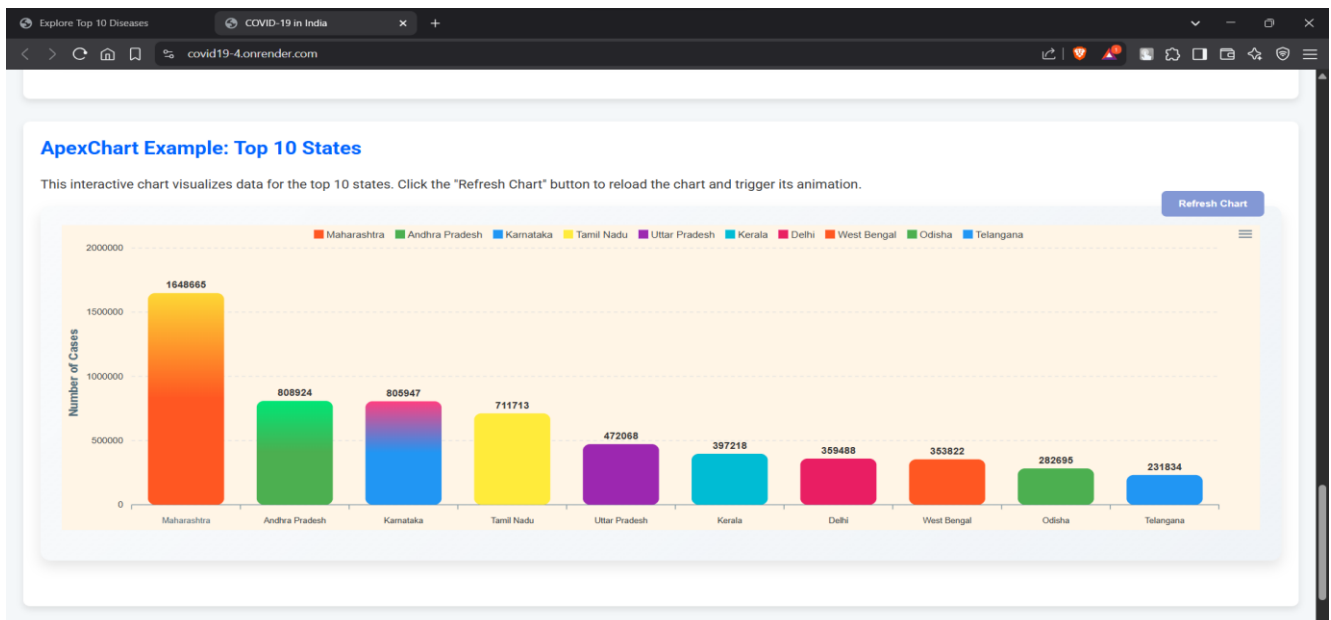 Explore Top 10 Diseases
COVID-19 in India
covid19-4.onrender.com
ApexChart Example: Top 10 States
This interactive chart visualizes data for the top 10 states. Click the "Refresh Chart" button to reload the chart and trigger its animation.
Refresh Chart
Maharashtra Andhra Pradesh Karnataka Tamil Nadu Uttar Pradesh Kerala Delhi West Bengal Odisha Telangana
Number of Cases
2000000
1500000
1000000
500000
0
1648665
808924
805947
711713
472068
397218
359488
353822
282695
231834
Maharashtra Andhra Pradesh Karnataka Tamil Nadu Uttar Pradesh Kerala Delhi West Bengal Odisha Telangana